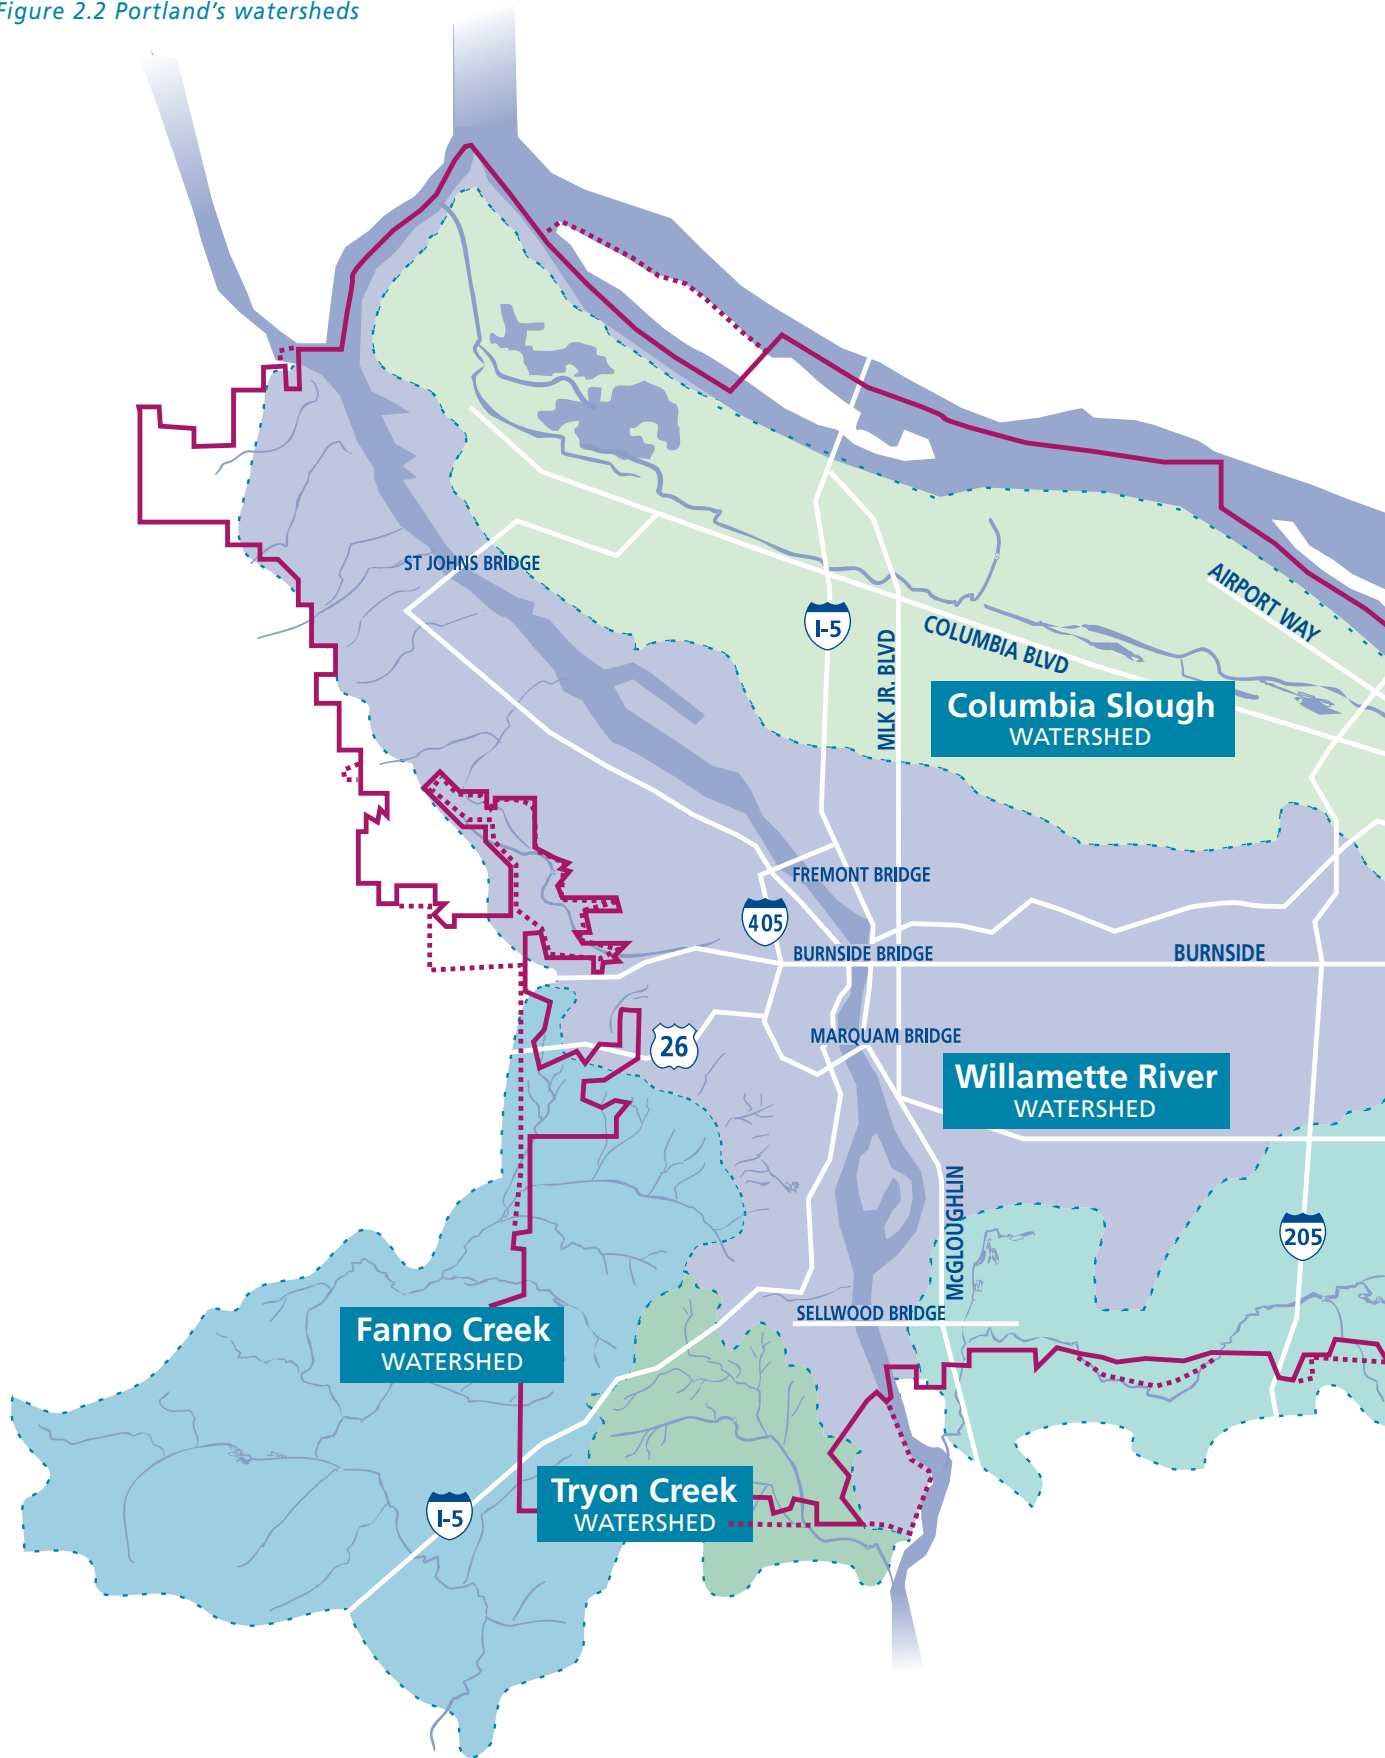 Figure 2.2 Portland's watersheds
ST JOHNS BRIDGE
AIRPORT WAY
I-5
COLUMBIA BLVD
MLK JR. BLVD
Columbia Slough
WATERSHED
FREMONT BRIDGE
405
BURNSIDE BRIDGE
BURNSIDE
MARQUAM BRIDGE
26
Willamette River
WATERSHED
McGLOUGHLIN
205
SELLWOOD BRIDGE
Fanno Creek
WATERSHED
Tryon Creek
WATERSHED
I-5